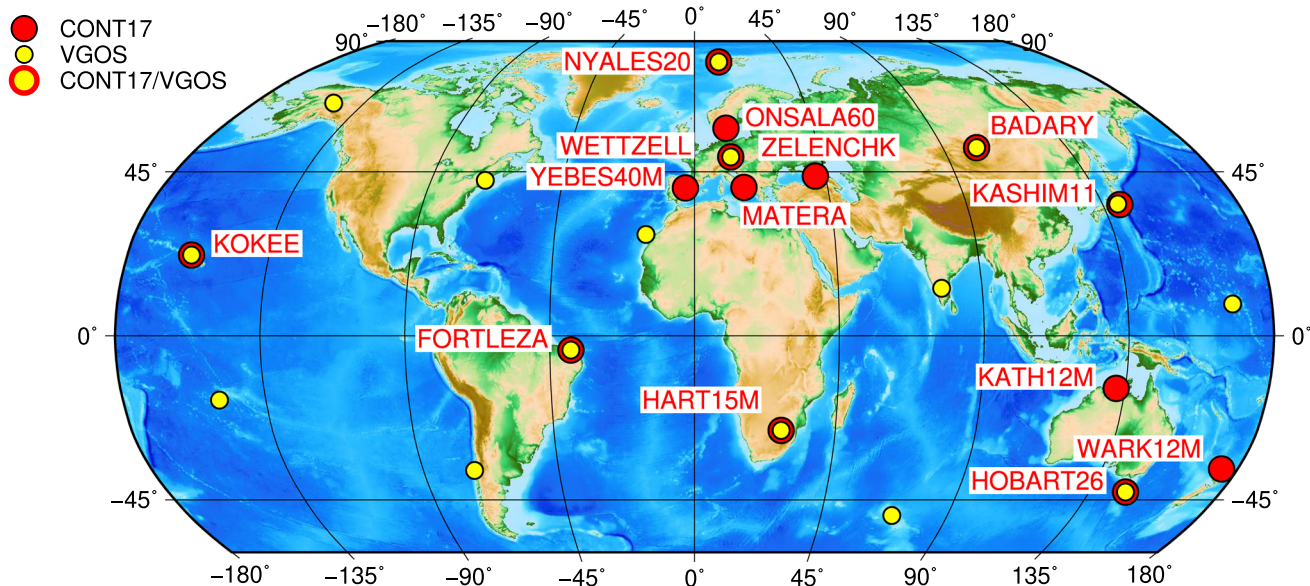 CONT17
VGOS
CONT17/VGOS
−180° −135° −90° −45° 0° 45° 90° 135° 180°
90° 90°
NYALES20
ONSALA60
BADARY
WETTZELL
ZELENCHK
45° 45°
YEBES40M
KASHIM11
MATERA
KOKEE
0° 0°
FORTLEZA
KATH12M
HART15M
WARK12M
HOBART26
−45° −45°
−180° −135° −90° −45° 0 45° 90° 135° 180°